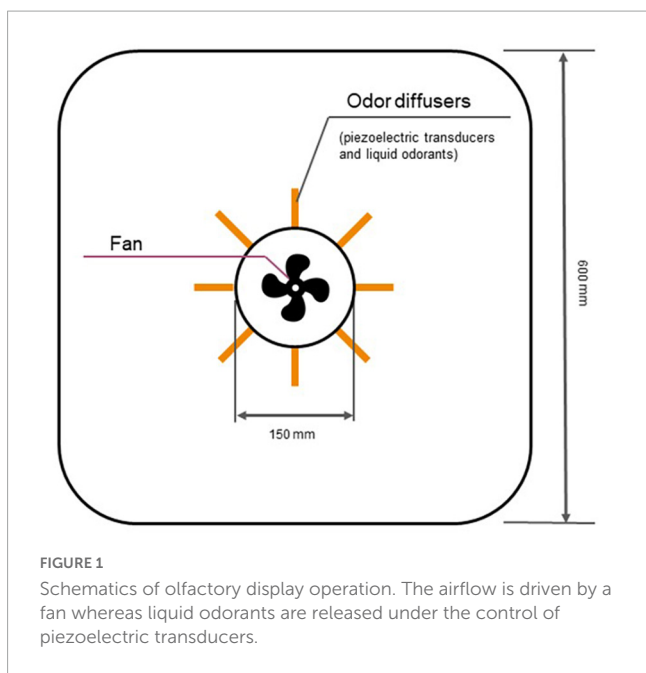 Odor diffusers
(piezoelectric transducers
and liquid odorants)
Fan
600 mm
150 mm
FIGURE 1
Schematics of olfactory display operation. The airflow is driven by a
fan whereas liquid odorants are released under the control of
piezoelectric transducers.